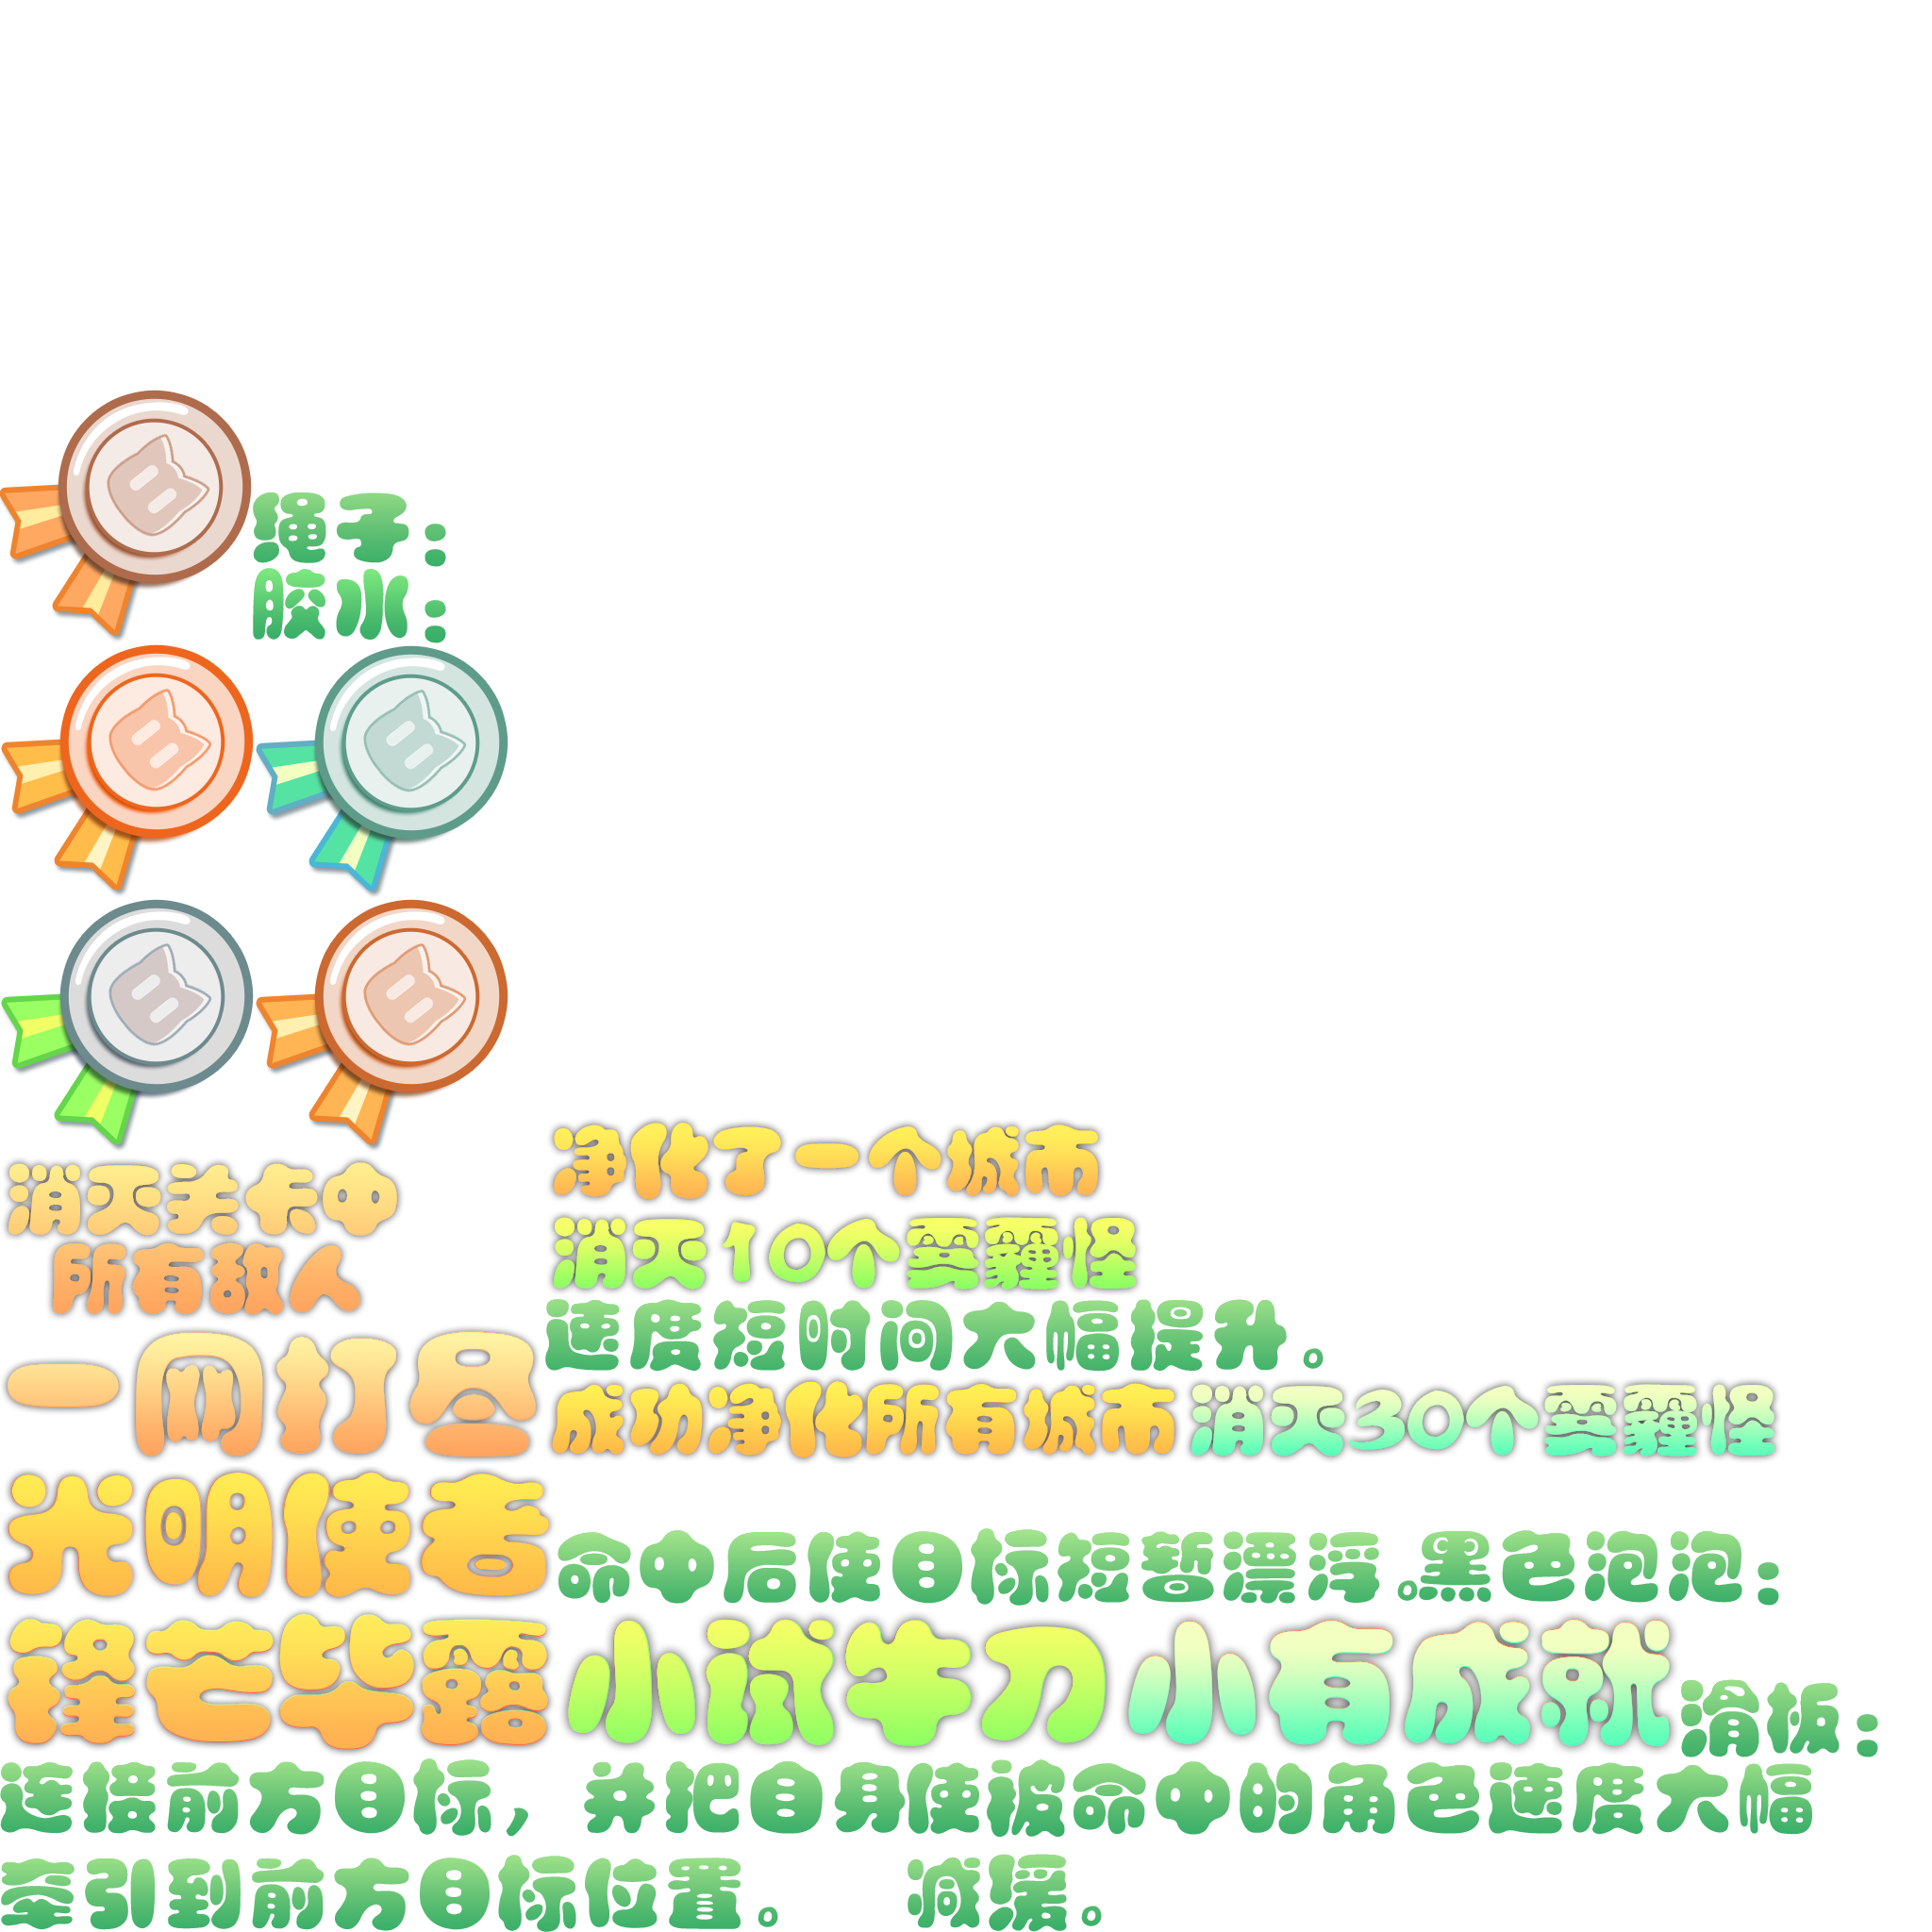 绳子：
胶水：
净化了一个城市
消灭关卡中
所有敌人
消灭10个雾霾怪
速度短时间大幅提升。
一网打尽
成功净化所有城市
消灭30个雾霾怪
光明使者
命中后使目标按暂漂浮。
黑色泡泡：
锋芒毕露
小试牛刀
小有成就
滑板：
连接前方目标，
并把自身
使被命中的角色速度大幅
牵引到前方目标位置。
减缓。